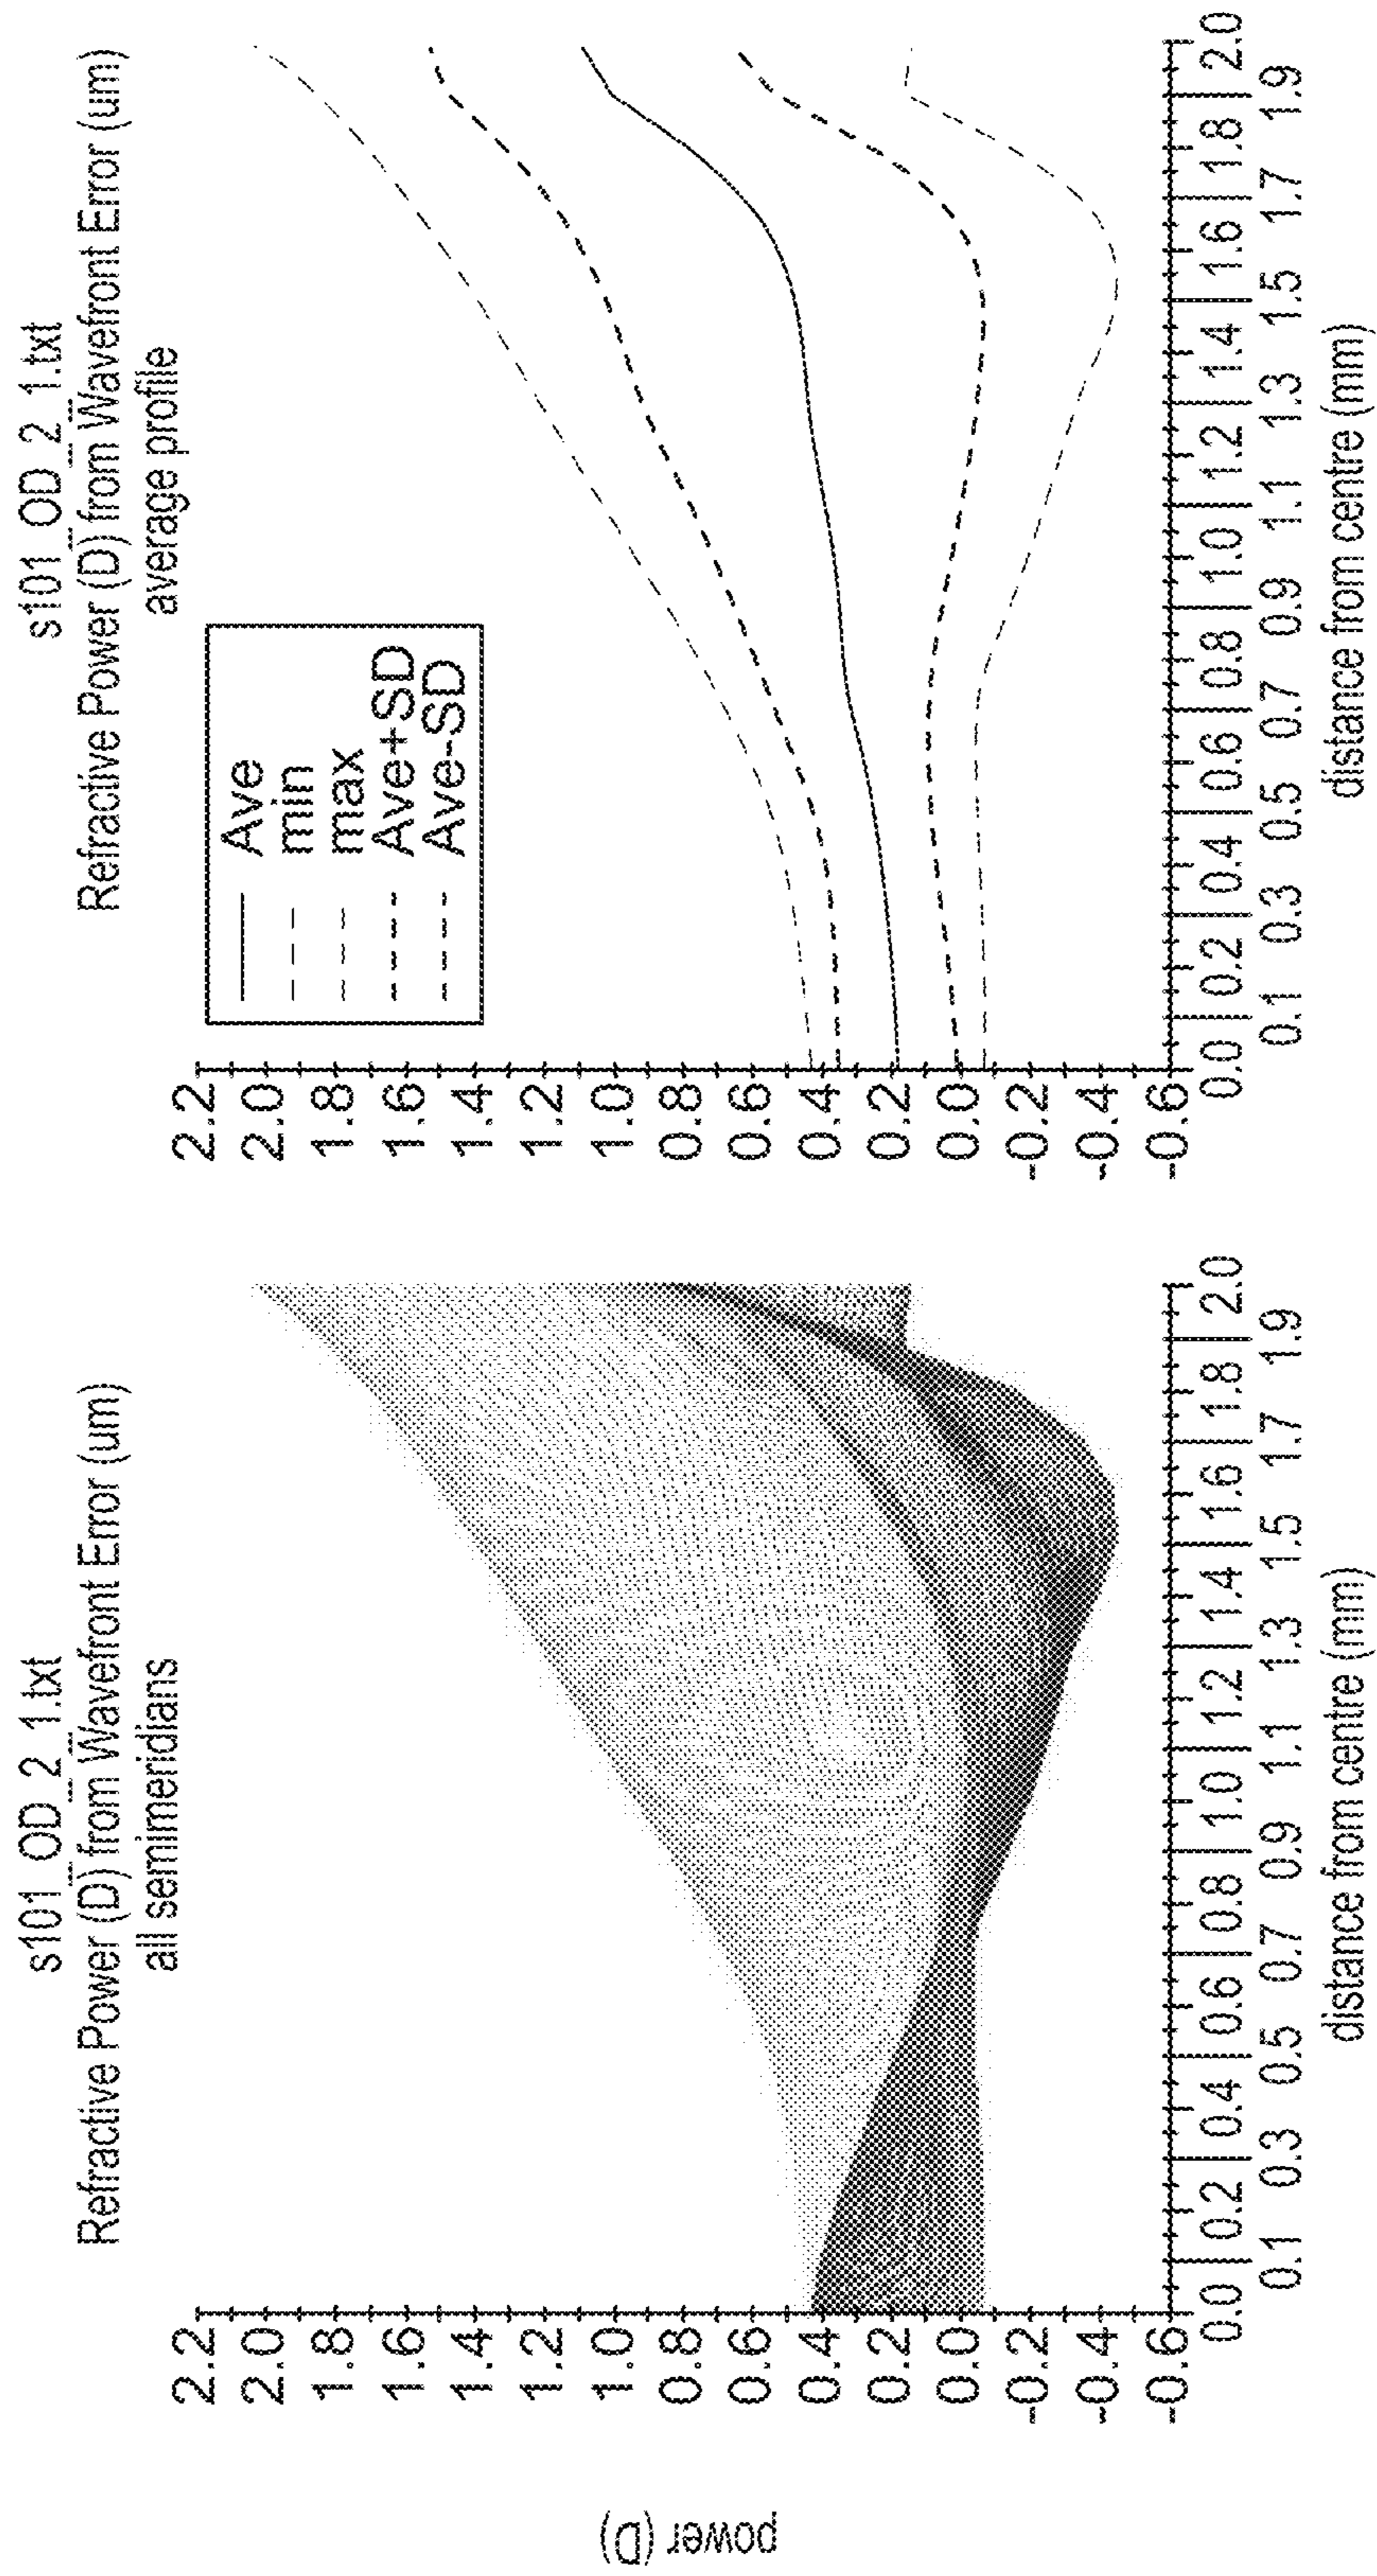 s101_OD_2_1.txt
Refractive Power (D) from Wavefront Error (um)
all semimeridians
power (D)
2.2
2.0
1.8
1.6
1.4
1.2
1.0
0.8
0.6
0.4
0.2
0.0
-0.2
-0.4
-0.6
0.0 0.2 0.4 0.6 0.8 1.0 1.2 1.4 1.6 1.8 2.0
0.1 0.3 0.5 0.7 0.9 1.1 1.3 1.5 1.7 1.9
distance from centre (mm)
s101_OD_2_1.txt
Refractive Power (D) from Wavefront Error (um)
average profile
Ave
min
max
Ave+SD
Ave-SD
2.2
2.0
1.8
1.6
1.4
1.2
1.0
0.8
0.6
0.4
0.2
0.0
-0.2
-0.4
-0.6
0.0 0.2 0.4 0.6 0.8 1.0 1.2 1.4 1.6 1.8 2.0
0.1 0.3 0.5 0.7 0.9 1.1 1.3 1.5 1.7 1.9
distance from centre (mm)